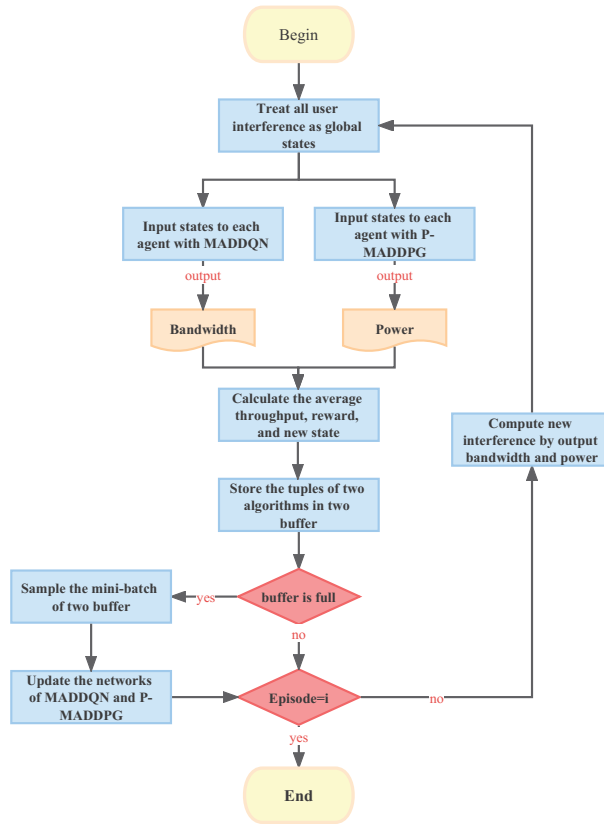 Begin
Treat all user
interference as global
states
Input states to each
agent with MADDQN
Input states to each
agent with P-
MADDPG
output
output
Bandwidth
Power
Calculate the average
throughput, reward,
and new state
Compute new
interference by output
bandwidth and power
Store the tuples of two
algorithms in two
buffer
Sample the mini-batch
of two buffer
yes
buffer is full
no
Update the networks
of MADDQN and P-
MADDPG
Episode=i
no
yes
End